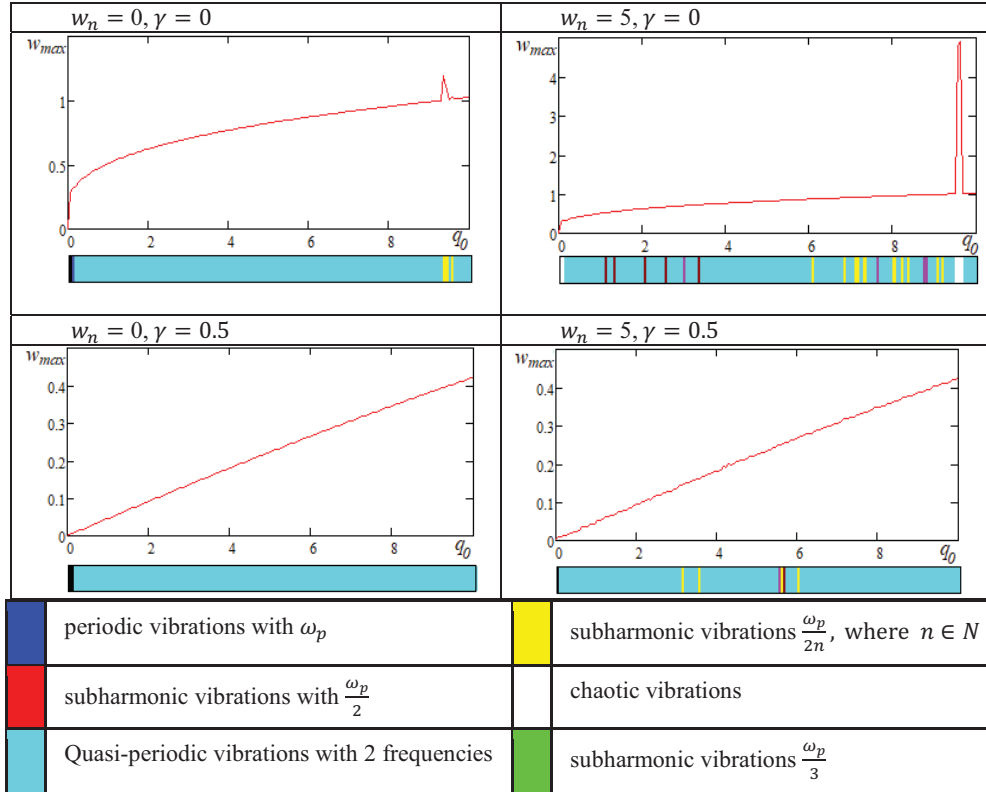 w_n = 0, γ = 0
w_n = 5, γ = 0
w_max
1
0.5
0
0 2 4 6 8 q_0
w_max
4
3
2
1
0
0 2 4 6 8 q_0
w_n = 0, γ = 0.5
w_n = 5, γ = 0.5
w_max
0.4
0.3
0.2
0.1
0
0 2 4 6 8 q_0
w_max
0.4
0.3
0.2
0.1
0
0 2 4 6 8 q_0
periodic vibrations with ω_p
subharmonic vibrations ω_p/2n, where n ∈ N
subharmonic vibrations with ω_p/2
chaotic vibrations
Quasi-periodic vibrations with 2 frequencies
subharmonic vibrations ω_p/3